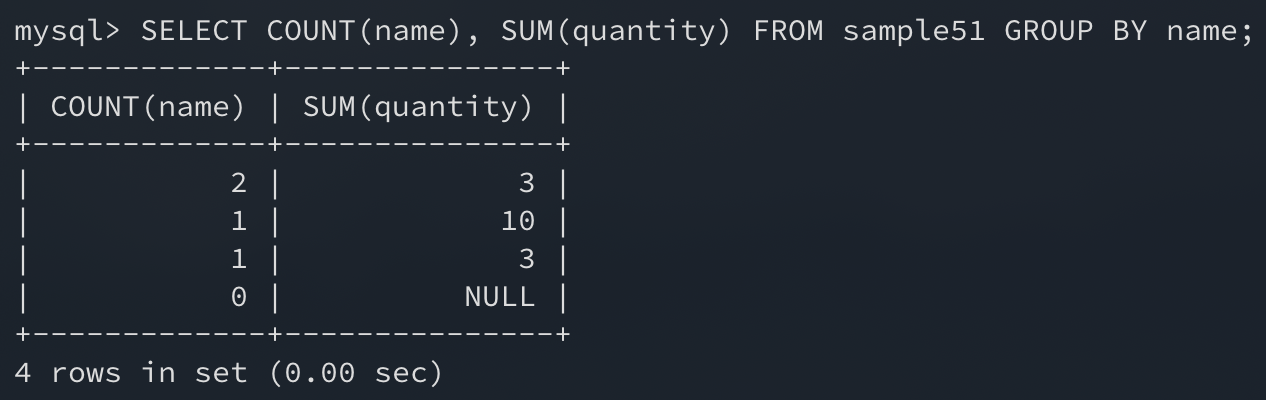 mysql> SELECT COUNT(name), SUM(quantity) FROM sample51 GROUP BY name;
+-------------+---------------+
| COUNT(name) | SUM(quantity) |
+-------------+---------------+
|           2 |             3 |
|           1 |            10 |
|           1 |             3 |
|           0 |          NULL |
+-------------+---------------+
4 rows in set (0.00 sec)